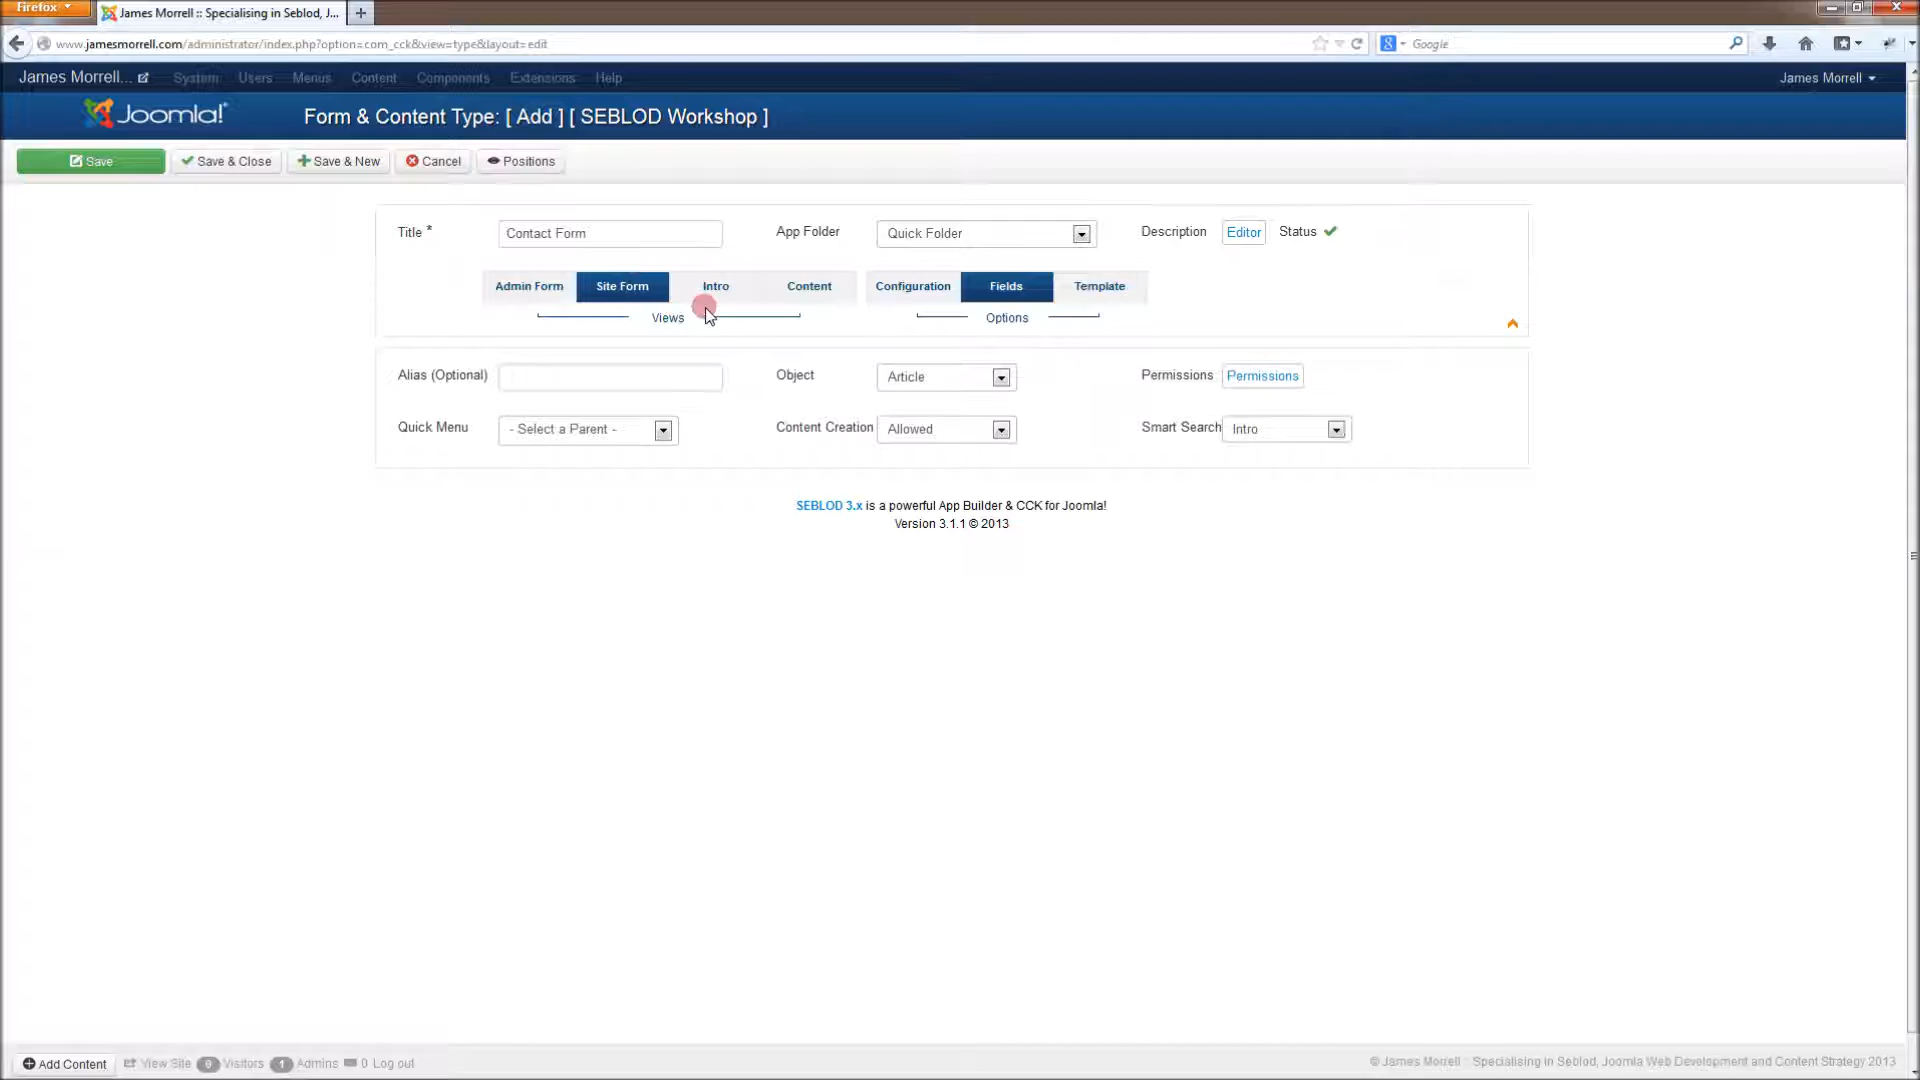 Firefox
James Morrell :: Specialising in Seblod, J...
www.jamesmorrell.com/administrator/index.php?option=com_cck&view=type&layout=edit
Google
James Morrell... System Users Menus Content Components Extensions Help James Morrell
Joomla! Form & Content Type: [ Add ] [ SEBLOD Workshop ]
Save Save & Close Save & New Cancel Positions
Title * Contact Form App Folder Quick Folder Description Editor Status
Admin Form Site Form Intro Content Configuration Fields Template
Views Options
Alias (Optional) Object Article Permissions Permissions
Quick Menu - Select a Parent - Content Creation Allowed Smart Search Intro
SEBLOD 3.x is a powerful App Builder & CCK for Joomla!
Version 3.1.1 © 2013
Add Content View Site 0 Visitors 1 Admins 0 Log out
© James Morrell :: Specialising in Seblod, Joomla Web Development and Content Strategy 2013